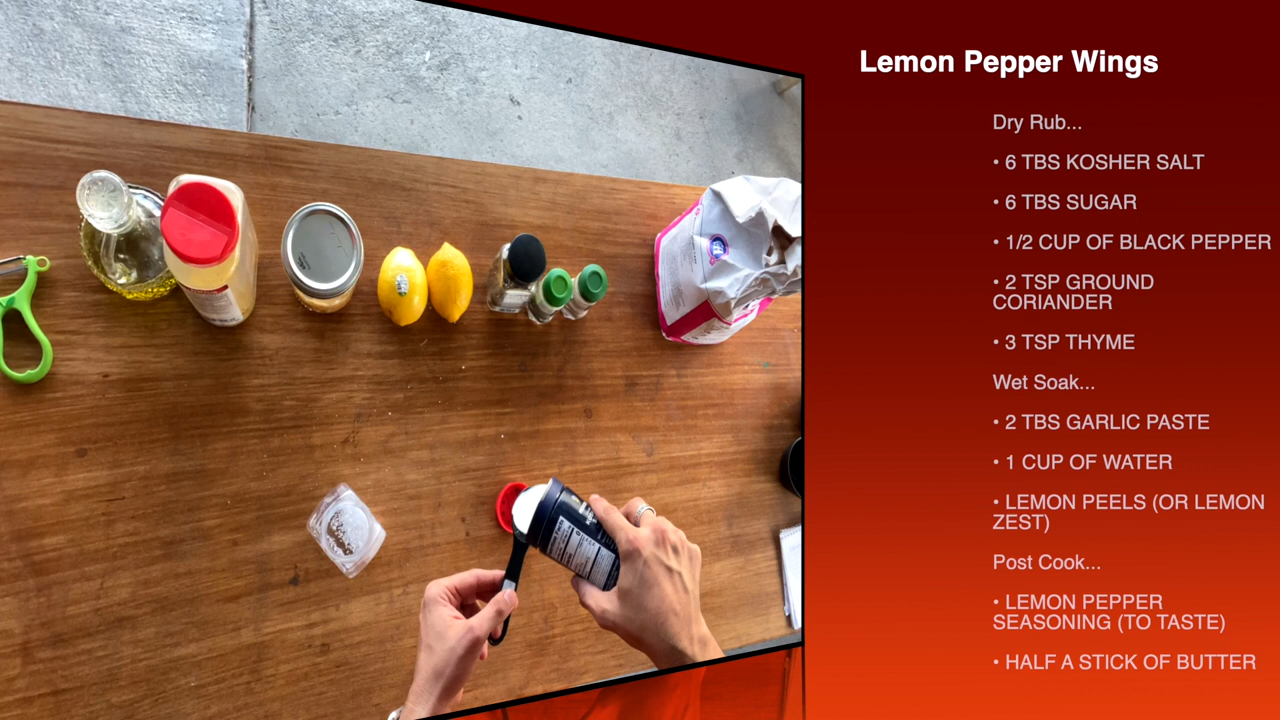 Lemon Pepper Wings
Dry Rub...
• 6 TBS KOSHER SALT
• 6 TBS SUGAR
• 1/2 CUP OF BLACK PEPPER
• 2 TSP GROUND
CORIANDER
• 3 TSP THYME
Wet Soak...
• 2 TBS GARLIC PASTE
• 1 CUP OF WATER
• LEMON PEELS (OR LEMON
ZEST)
Post Cook...
• LEMON PEPPER
SEASONING (TO TASTE)
• HALF A STICK OF BUTTER